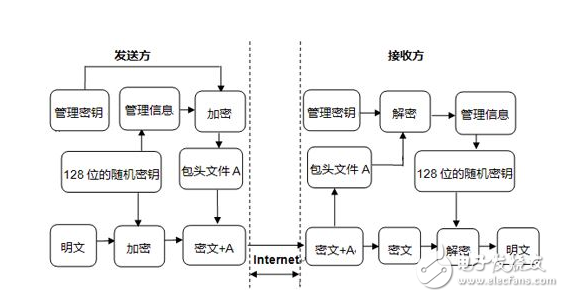 发送方
接收方
管理密钥
管理信息
加密
管理密钥
解密
管理信息
128 位的随机密钥
包头文件 A
包头文件 A
128 位的随机密钥
明文
加密
密文+A
Internet
密文+A
密文
解密
明文
电子发烧友
www.elecfans.com